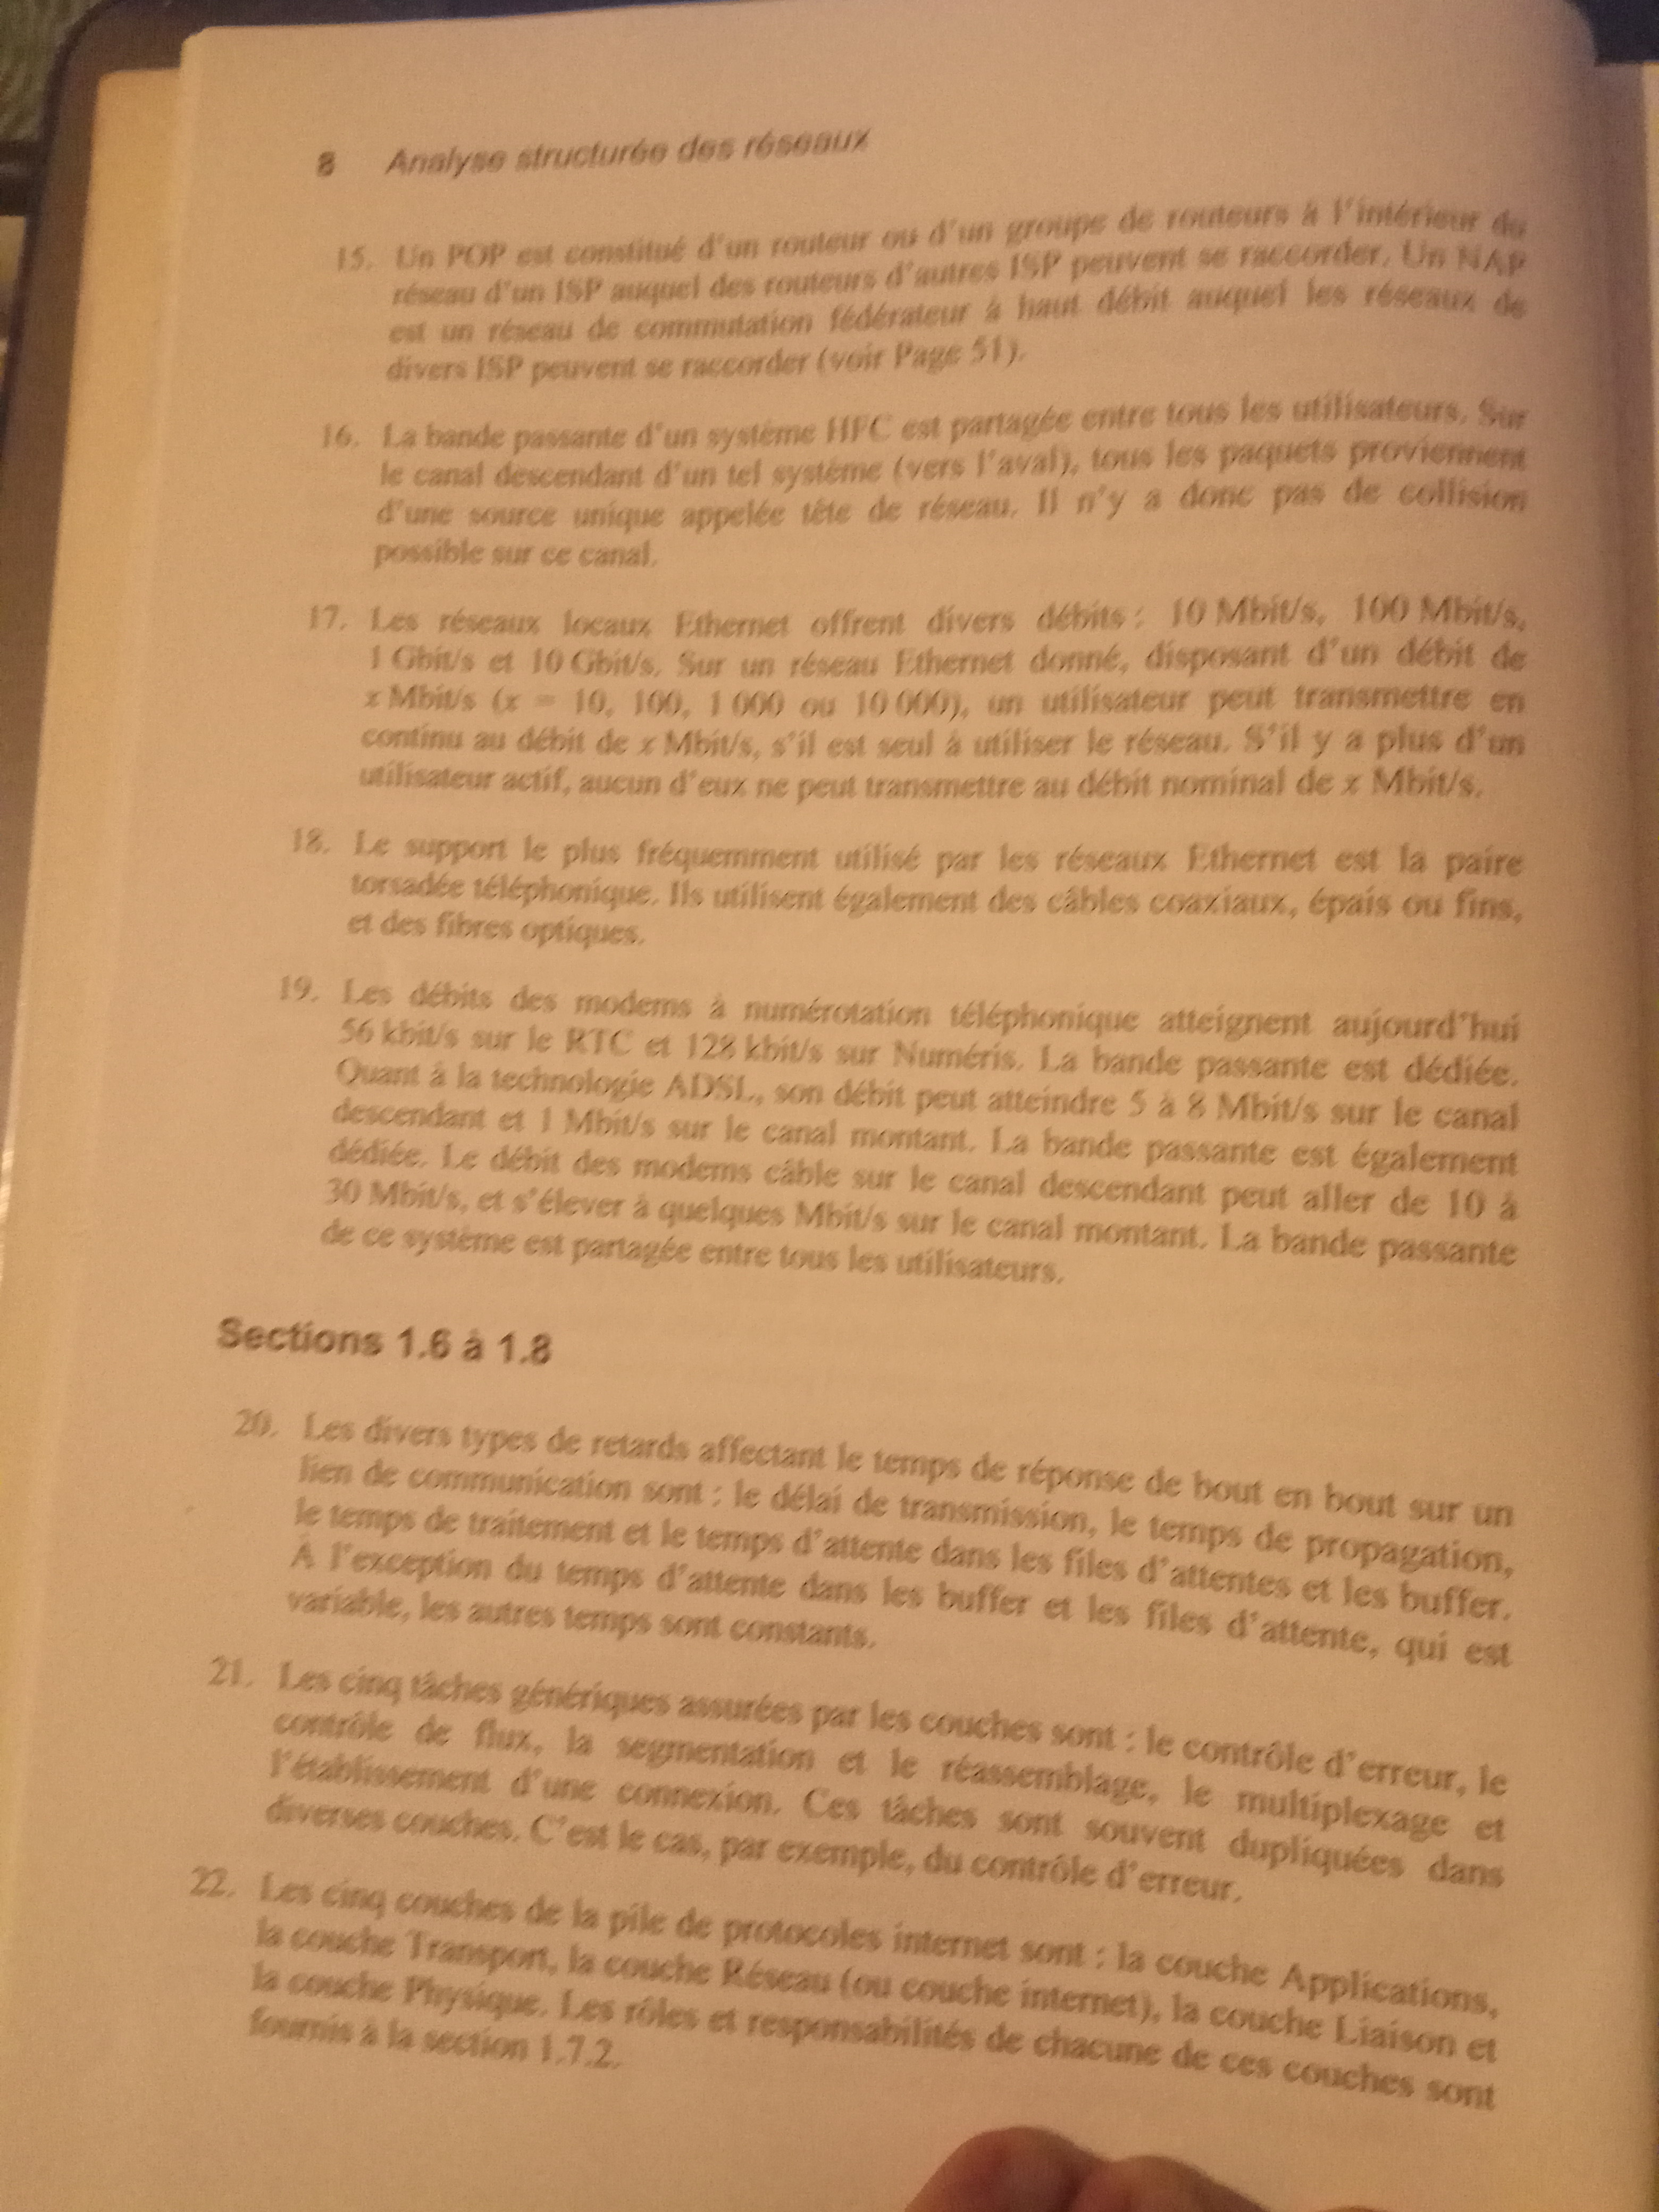 8 Analyse structurée des réseaux
15. Un POP est constitué d'un routeur ou d'un groupe de routeurs à l'intérieur du
réseau d'un ISP auquel des routeurs d'autres ISP peuvent se raccorder. Un NAP
est un réseau de commutation fédérateur à haut débit auquel les réseaux de
divers ISP peuvent se raccorder (voir Page 51).
16. La bande passante d'un système HFC est partagée entre tous les utilisateurs. Sur
le canal descendant d'un tel système (vers l'aval), tous les paquets proviennent
d'une source unique appelée tête de réseau. Il n'y a donc pas de collision
possible sur ce canal.
17. Les réseaux locaux Ethernet offrent divers débits : 10 Mbit/s, 100 Mbit/s,
1 Gbit/s et 10 Gbit/s. Sur un réseau Ethernet donné, disposant d'un débit de
x Mbit/s (x = 10, 100, 1 000 ou 10 000), un utilisateur peut transmettre en
continu au débit de x Mbit/s, s'il est seul à utiliser le réseau. S'il y a plus d'un
utilisateur actif, aucun d'eux ne peut transmettre au débit nominal de x Mbit/s.
18. Le support le plus fréquemment utilisé par les réseaux Ethernet est la paire
torsadée téléphonique. Ils utilisent également des câbles coaxiaux, épais ou fins,
et des fibres optiques.
19. Les débits des modems à numérotation téléphonique atteignent aujourd'hui
56 kbit/s sur le RTC et 128 kbit/s sur Numéris. La bande passante est dédiée.
Quant à la technologie ADSL, son débit peut atteindre 5 à 8 Mbit/s sur le canal
descendant et 1 Mbit/s sur le canal montant. La bande passante est également
dédiée. Le débit des modems câble sur le canal descendant peut aller de 10 à
30 Mbit/s, et s'élever à quelques Mbit/s sur le canal montant. La bande passante
de ce système est partagée entre tous les utilisateurs.
Sections 1.6 à 1.8
20. Les divers types de retards affectant le temps de réponse de bout en bout sur un
lien de communication sont : le délai de transmission, le temps de propagation,
le temps de traitement et le temps d'attente dans les files d'attentes et les buffer.
À l'exception du temps d'attente dans les buffer et les files d'attente, qui est
variable, les autres temps sont constants.
21. Les cinq tâches génériques assurées par les couches sont : le contrôle d'erreur, le
contrôle de flux, la segmentation et le réassemblage, le multiplexage et
l'établissement d'une connexion. Ces tâches sont souvent dupliquées dans
diverses couches. C'est le cas, par exemple, du contrôle d'erreur.
22. Les cinq couches de la pile de protocoles internet sont : la couche Applications,
la couche Transport, la couche Réseau (ou couche internet), la couche Liaison et
la couche Physique. Les rôles et responsabilités de chacune de ces couches sont
fournis à la section 1.7.2.